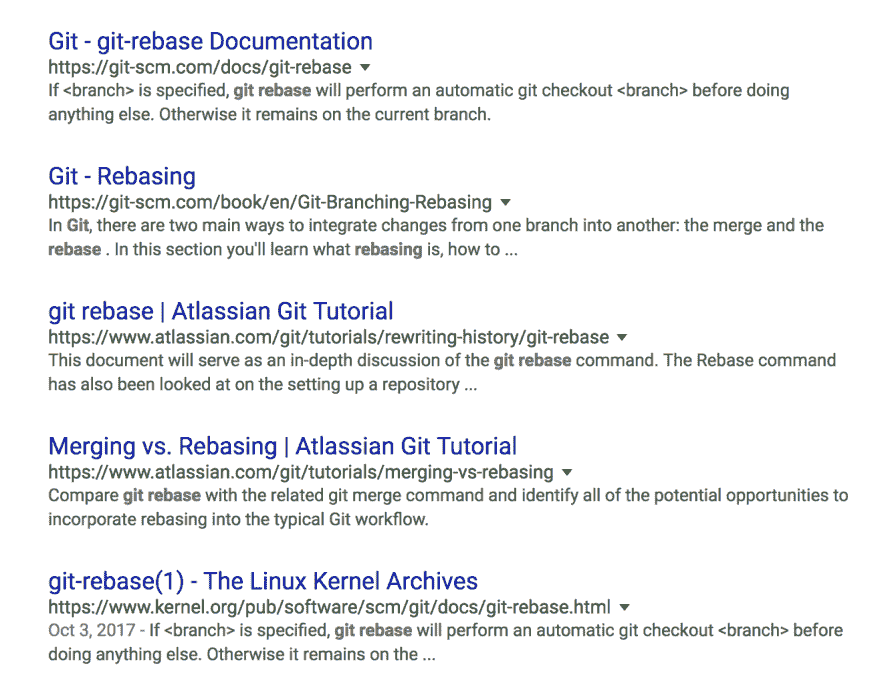 Git - git-rebase Documentation
https://git-scm.com/docs/git-rebase
If <branch> is specified, git rebase will perform an automatic git checkout <branch> before doing
anything else. Otherwise it remains on the current branch.
Git - Rebasing
https://git-scm.com/book/en/Git-Branching-Rebasing
In Git, there are two main ways to integrate changes from one branch into another: the merge and the
rebase . In this section you'll learn what rebasing is, how to ...
git rebase | Atlassian Git Tutorial
https://www.atlassian.com/git/tutorials/rewriting-history/git-rebase
This document will serve as an in-depth discussion of the git rebase command. The Rebase command
has also been looked at on the setting up a repository ...
Merging vs. Rebasing | Atlassian Git Tutorial
https://www.atlassian.com/git/tutorials/merging-vs-rebasing
Compare git rebase with the related git merge command and identify all of the potential opportunities to
incorporate rebasing into the typical Git workflow.
git-rebase(1) - The Linux Kernel Archives
https://www.kernel.org/pub/software/scm/git/docs/git-rebase.html
Oct 3, 2017 - If <branch> is specified, git rebase will perform an automatic git checkout <branch> before
doing anything else. Otherwise it remains on the ...